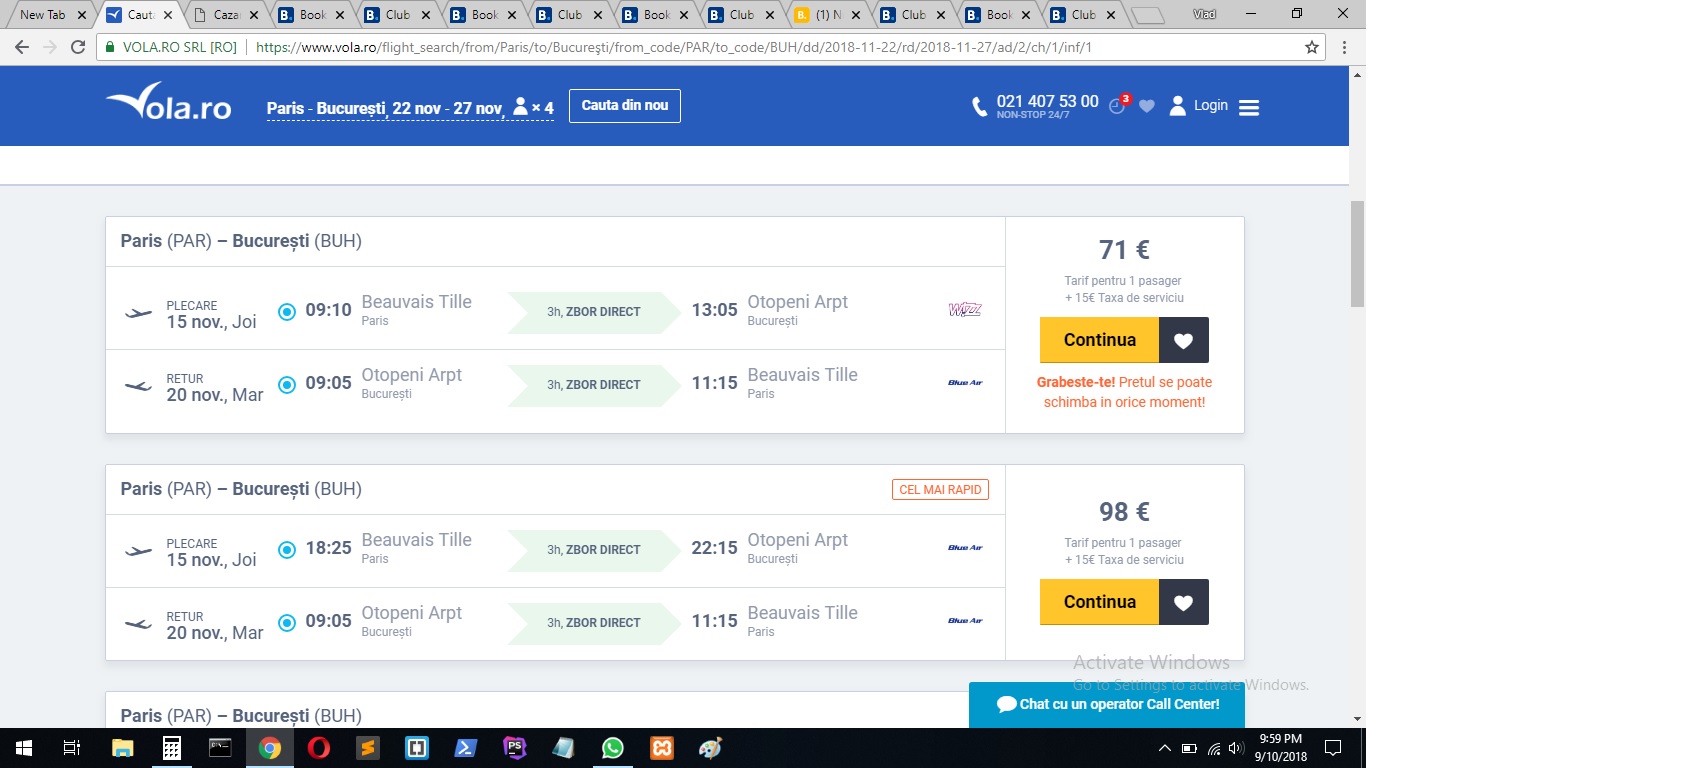 New Tab
Caut
Caza
Book
Club
Book
Club
Book
Club
(1) N
Club
Book
Club
Vlad
VOLA.RO SRL [RO]
https://www.vola.ro/flight_search/from/Paris/to/Bucureşti/from_code/PAR/to_code/BUH/dd/2018-11-22/rd/2018-11-27/ad/2/ch/1/inf/1
Vola.ro
Paris - București, 22 nov - 27 nov, × 4
Cauta din nou
021 407 53 00
NON-STOP 24/7
3
Login
Paris (PAR) – București (BUH)
PLECARE
15 nov., Joi
09:10
Beauvais Tille
Paris
3h, ZBOR DIRECT
13:05
Otopeni Arpt
București
Wizz
RETUR
20 nov., Mar
09:05
Otopeni Arpt
București
3h, ZBOR DIRECT
11:15
Beauvais Tille
Paris
Blue Air
71 €
Tarif pentru 1 pasager
+ 15€ Taxa de serviciu
Continua
Grabeste-te! Pretul se poate
schimba in orice moment!
Paris (PAR) – București (BUH)
CEL MAI RAPID
PLECARE
15 nov., Joi
18:25
Beauvais Tille
Paris
3h, ZBOR DIRECT
22:15
Otopeni Arpt
București
Blue Air
RETUR
20 nov., Mar
09:05
Otopeni Arpt
București
3h, ZBOR DIRECT
11:15
Beauvais Tille
Paris
Blue Air
98 €
Tarif pentru 1 pasager
+ 15€ Taxa de serviciu
Continua
Activate Windows
Go to Settings to activate Windows.
Paris (PAR) – București (BUH)
Chat cu un operator Call Center!
PS
9:59 PM
9/10/2018